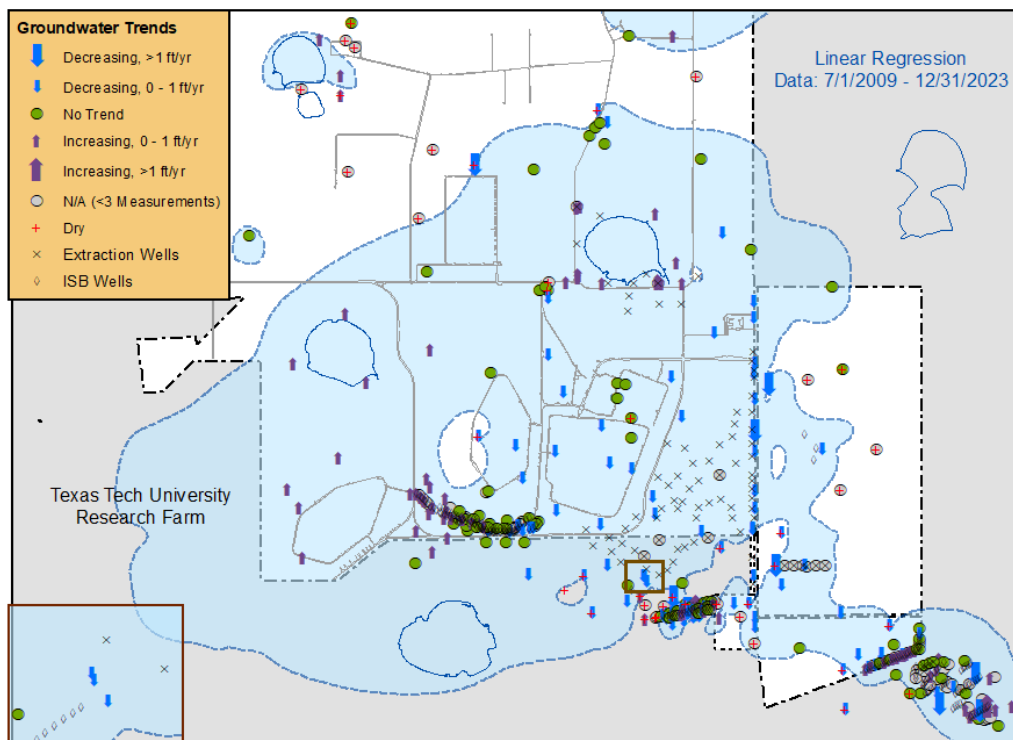 Groundwater Trends
Decreasing, >1 ft/yr
Decreasing, 0 - 1 ft/yr
No Trend
Increasing, 0 - 1 ft/yr
Increasing, >1 ft/yr
N/A (<3 Measurements)
Dry
Extraction Wells
ISB Wells
Linear Regression
Data: 7/1/2009 - 12/31/2023
Texas Tech University
Research Farm